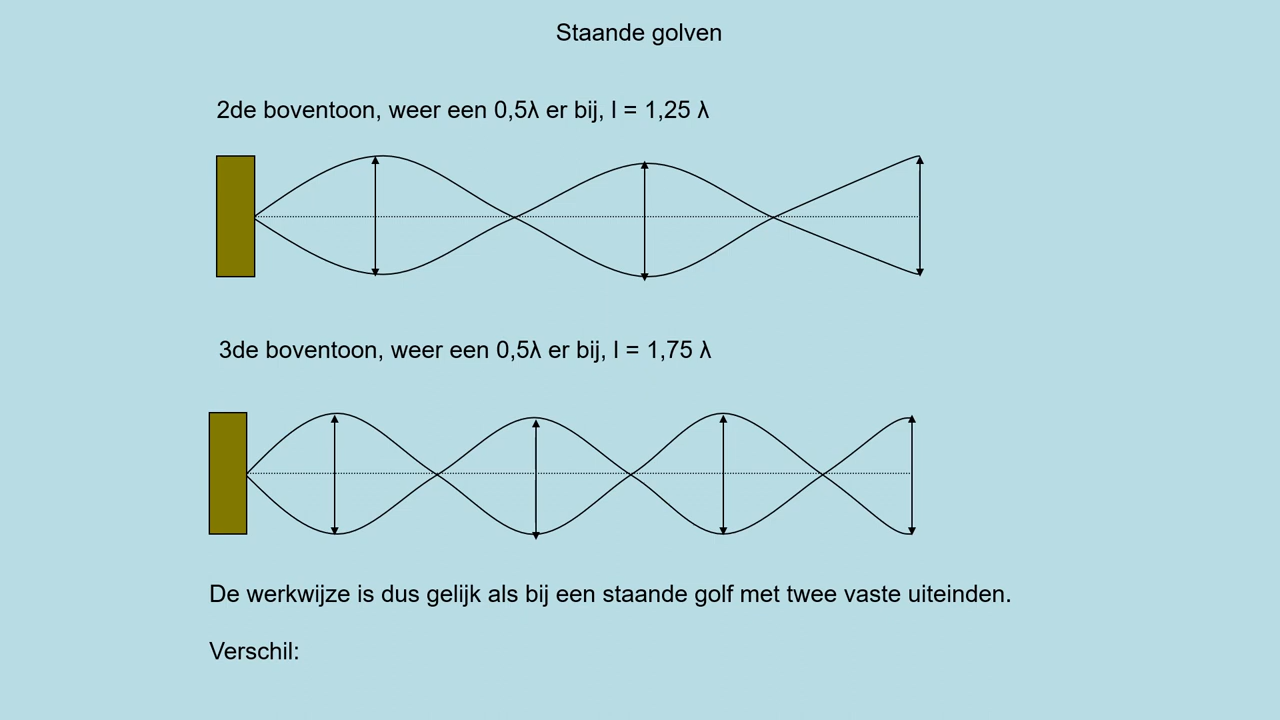 Staande golven
2de boventoon, weer een 0,5λ er bij, l = 1,25 λ
3de boventoon, weer een 0,5λ er bij, l = 1,75 λ
De werkwijze is dus gelijk als bij een staande golf met twee vaste uiteinden.
Verschil: